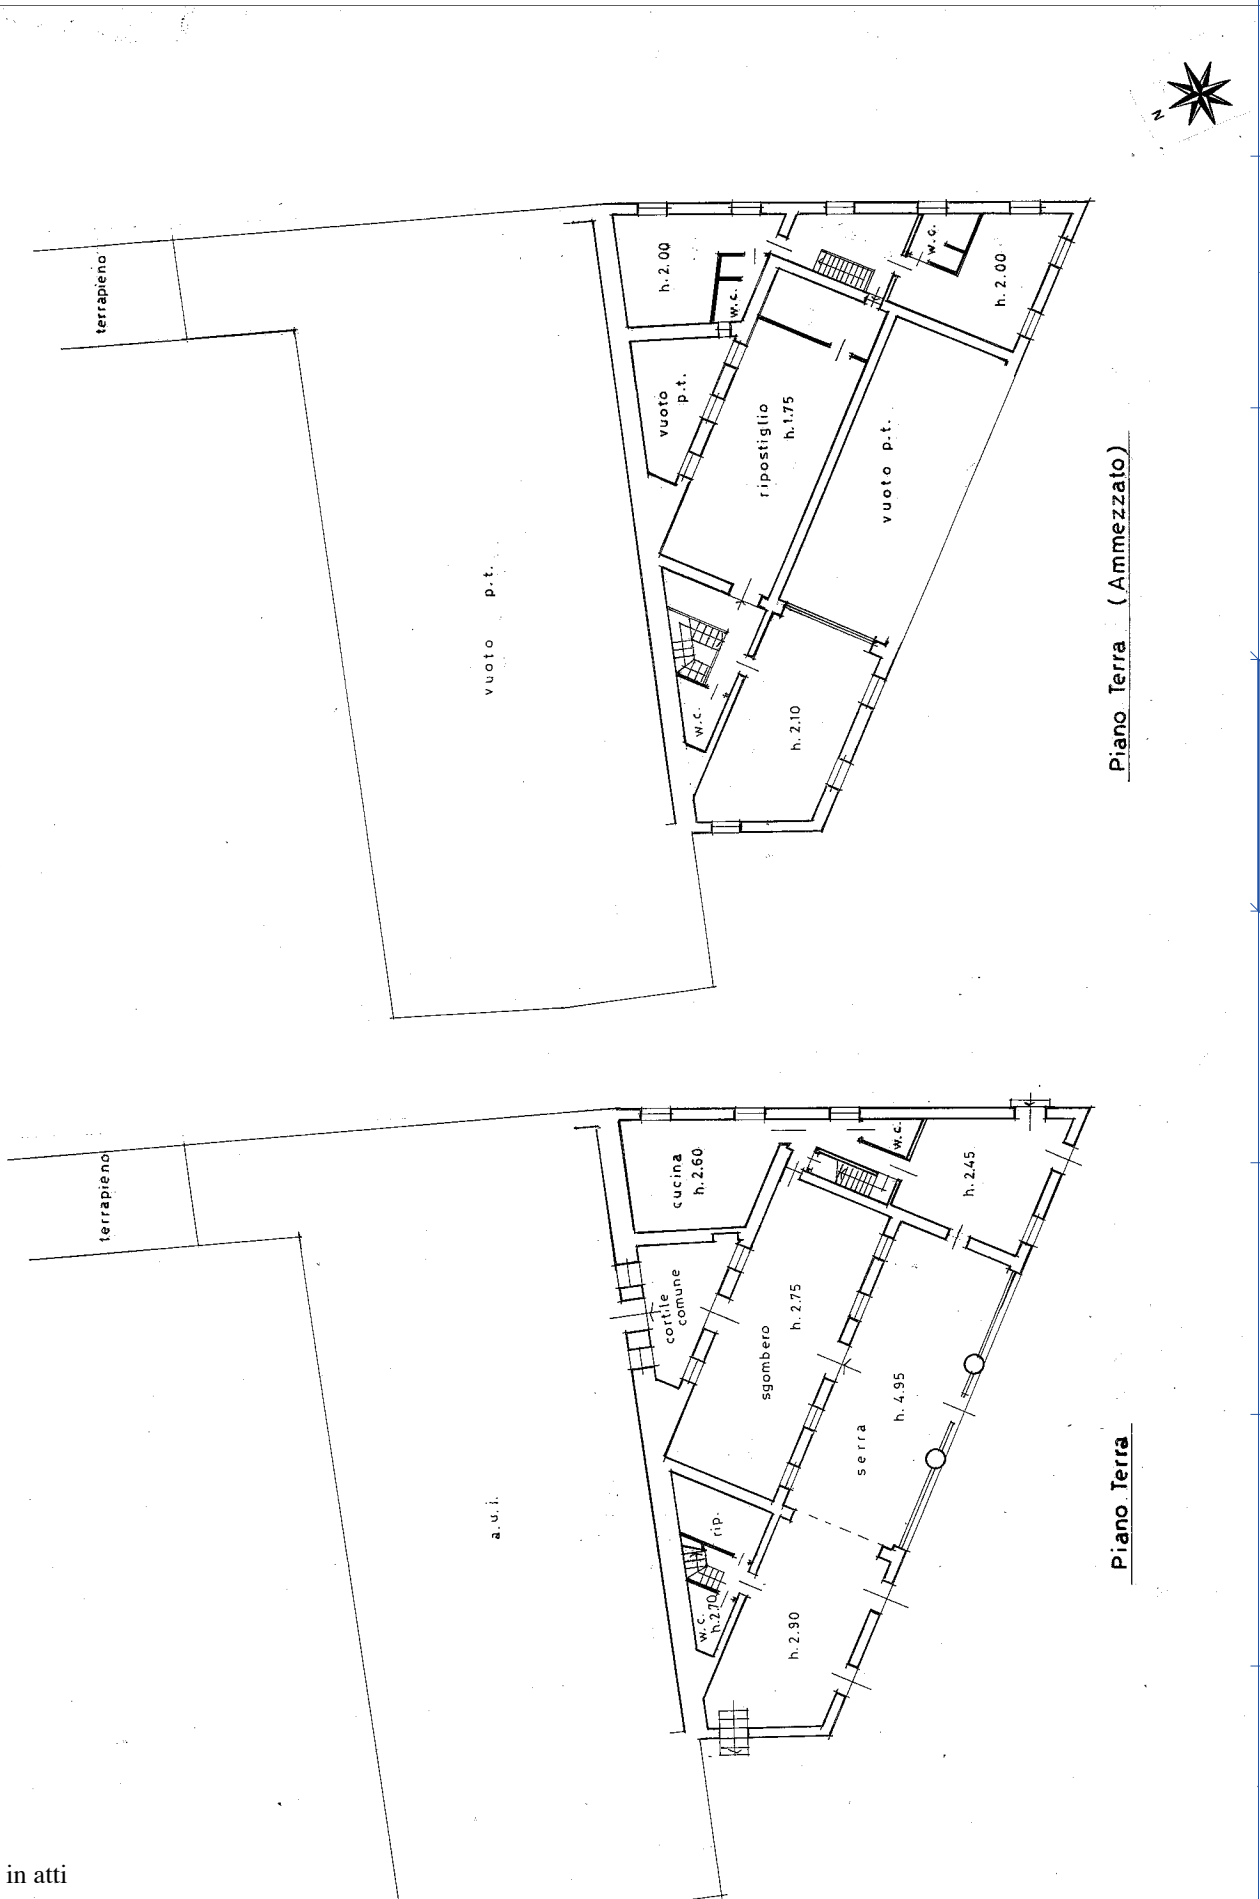 N
terrapieno
h. 2.00
w.c.
w.c.
h. 2.00
vuoto
p.t.
ripostiglio
h. 1.75
vuoto p.t.
vuoto p.t.
w.c.
h. 2.10
Piano Terra (Ammezzato)
terrapieno
cucina
h. 2.60
w.c.
h. 2.45
cortile
comune
sgombero
h. 2.75
serra
h. 4.95
a.u.i.
rip.
w.c.
h. 2.70
h. 2.90
Piano Terra
in atti